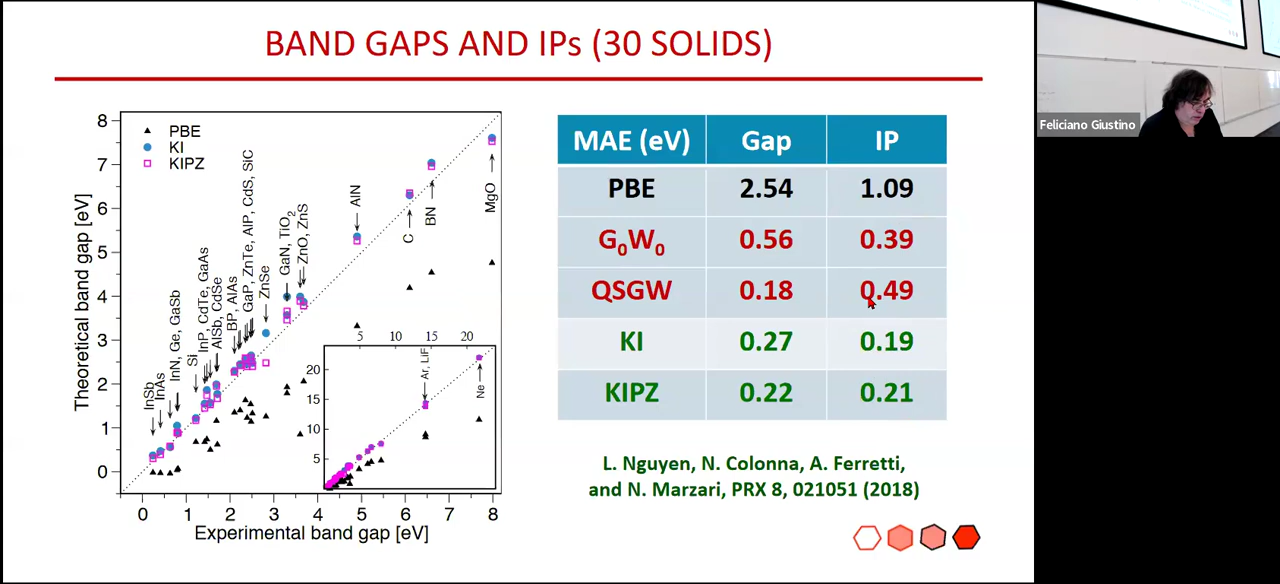 BAND GAPS AND IPs (30 SOLIDS)
Feliciano Giustino
PBE
KI
KIPZ
Theoretical band gap [eV]
8
7
6
5
4
3
2
1
0
0 1 2 3 4 5 6 7 8
Experimental band gap [eV]
InSb
InAs
InN, Ge, GaSb
Si
InP, CdTe, GaAs
AlSb, CdSe
BP, AlAs
GaP, ZnTe, AlP, CdS, SiC
ZnSe
GaN, TiO2
ZnO, ZnS
AlN
C
BN
MgO
5 10 15 20
20
15
10
5
Ar, LiF
Ne
MAE (eV) Gap IP
PBE 2.54 1.09
G0W0 0.56 0.39
QSGW 0.18 0.49
KI 0.27 0.19
KIPZ 0.22 0.21
L. Nguyen, N. Colonna, A. Ferretti,
and N. Marzari, PRX 8, 021051 (2018)